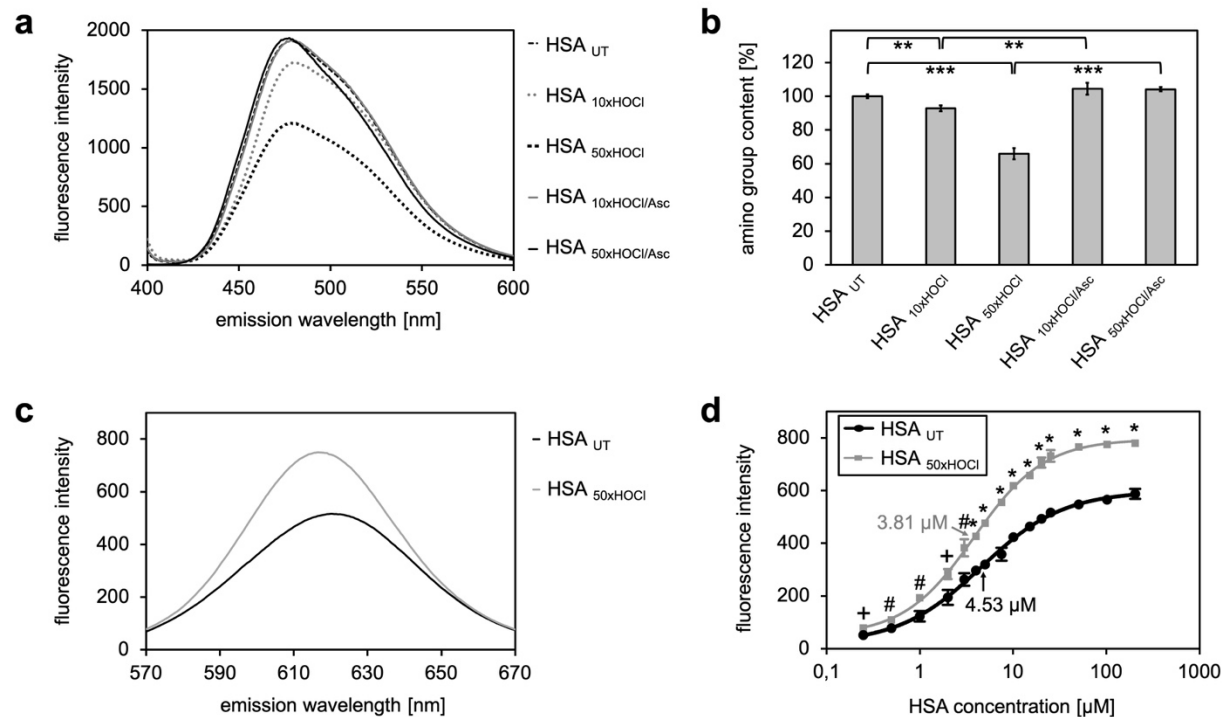 a
fluorescence intensity
2000
1500
1000
500
0
400 450 500 550 600
emission wavelength [nm]
HSA UT
HSA 10xHOCl
HSA 50xHOCl
HSA 10xHOCl/Asc
HSA 50xHOCl/Asc
b
amino group content [%]
120
100
80
60
40
20
0
** **
*** ***
HSA UT
HSA 10xHOCl
HSA 50xHOCl
HSA 10xHOCl/Asc
HSA 50xHOCl/Asc
c
fluorescence intensity
800
600
400
200
0
570 590 610 630 650 670
emission wavelength [nm]
HSA UT
HSA 50xHOCl
d
fluorescence intensity
800
600
400
200
0
0,1 1 10 100 1000
HSA concentration [µM]
HSA UT
HSA 50xHOCl
+ # # + # * * * * * * * * * *
3.81 µM
4.53 µM